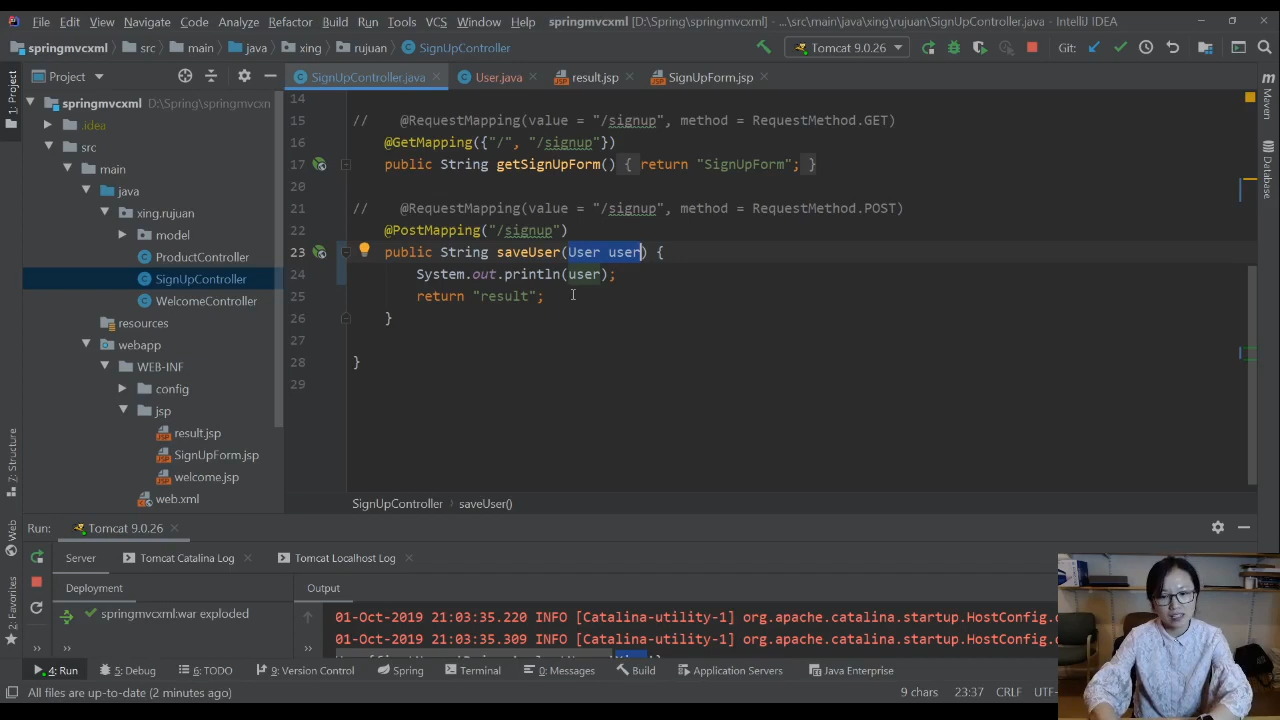 File Edit View Navigate Code Analyze Refactor Build Run Tools VCS Window Help springmvcxml [D:\Spring\springmvcxml] - ...\src\main\java\xing\rujuan\SignUpController.java - IntelliJ IDEA
springmvcxml src main java xing rujuan SignUpController Tomcat 9.0.26 Git:
Project SignUpController.java User.java result.jsp SignUpForm.jsp
1: Project
Maven
Database
springmvcxml D:\Spring\springmvcxn
.idea
src
main
java
xing.rujuan
model
ProductController
SignUpController
WelcomeController
resources
webapp
WEB-INF
config
jsp
result.jsp
SignUpForm.jsp
welcome.jsp
web.xml
14
15 // @RequestMapping(value = "/signup", method = RequestMethod.GET)
16 @GetMapping({"/", "/signup"})
17 public String getSignUpForm() { return "SignUpForm"; }
20
21 // @RequestMapping(value = "/signup", method = RequestMethod.POST)
22 @PostMapping("/signup")
23 public String saveUser(User user) {
24 System.out.println(user);
25 return "result";
26 }
27
28 }
29
SignUpController saveUser()
7: Structure
Web
2: Favorites
Run: Tomcat 9.0.26
Server Tomcat Catalina Log Tomcat Localhost Log
Deployment Output
springmvcxml:war exploded
01-Oct-2019 21:03:35.220 INFO [Catalina-utility-1] org.apache.catalina.startup.HostConfig.
01-Oct-2019 21:03:35.309 INFO [Catalina-utility-1] org.apache.catalina.startup.HostConfig.
4: Run 5: Debug 6: TODO 9: Version Control Spring Terminal 0: Messages Build Application Servers Java Enterprise
All files are up-to-date (2 minutes ago) 9 chars 23:37 CRLF UTF-